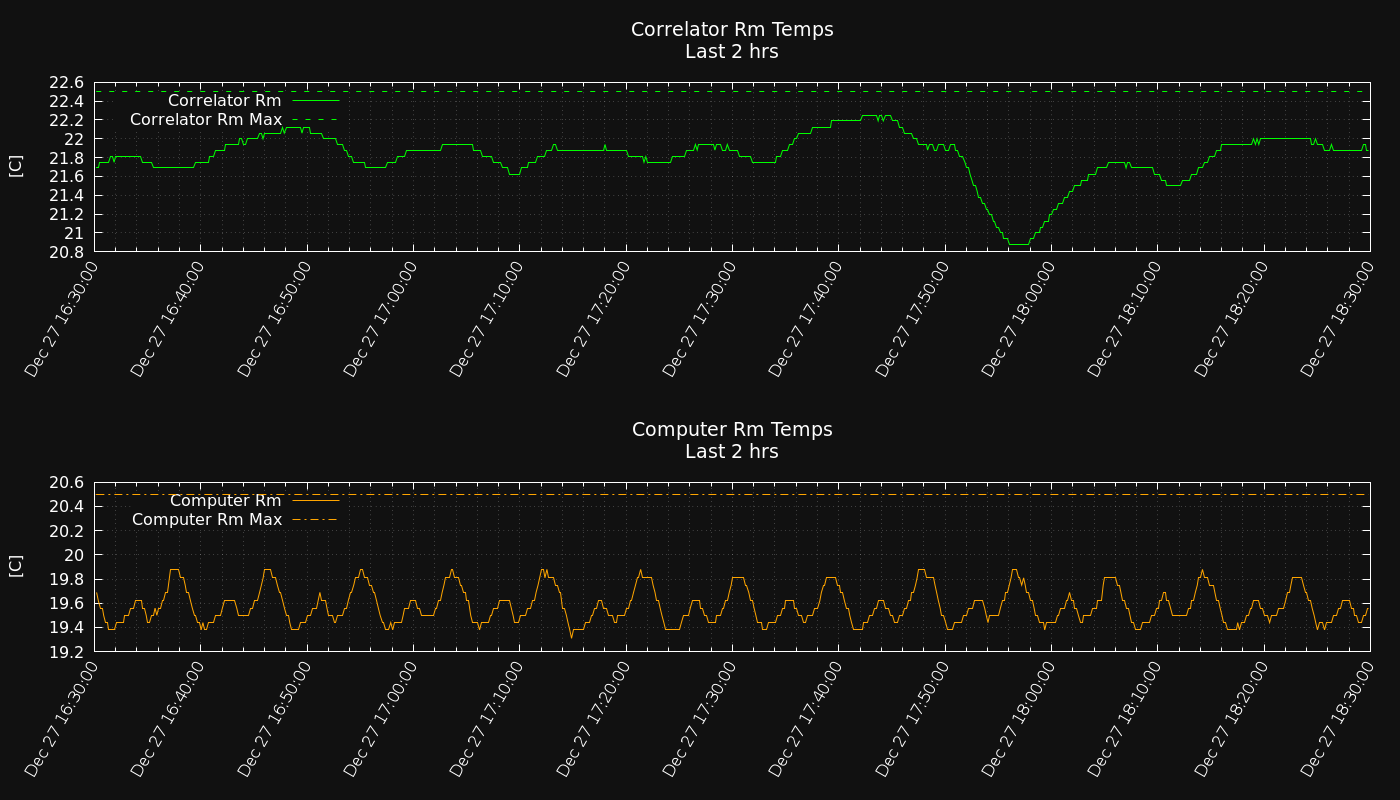 Correlator Rm Temps
Last 2 hrs
22.6
22.4
22.2
22
21.8
21.6
21.4
21.2
21
20.8
[C]
Correlator Rm
Correlator Rm Max
Dec 27 16:30:00
Dec 27 16:40:00
Dec 27 16:50:00
Dec 27 17:00:00
Dec 27 17:10:00
Dec 27 17:20:00
Dec 27 17:30:00
Dec 27 17:40:00
Dec 27 17:50:00
Dec 27 18:00:00
Dec 27 18:10:00
Dec 27 18:20:00
Dec 27 18:30:00
Computer Rm Temps
Last 2 hrs
20.6
20.4
20.2
20
19.8
19.6
19.4
19.2
[C]
Computer Rm
Computer Rm Max
Dec 27 16:30:00
Dec 27 16:40:00
Dec 27 16:50:00
Dec 27 17:00:00
Dec 27 17:10:00
Dec 27 17:20:00
Dec 27 17:30:00
Dec 27 17:40:00
Dec 27 17:50:00
Dec 27 18:00:00
Dec 27 18:10:00
Dec 27 18:20:00
Dec 27 18:30:00